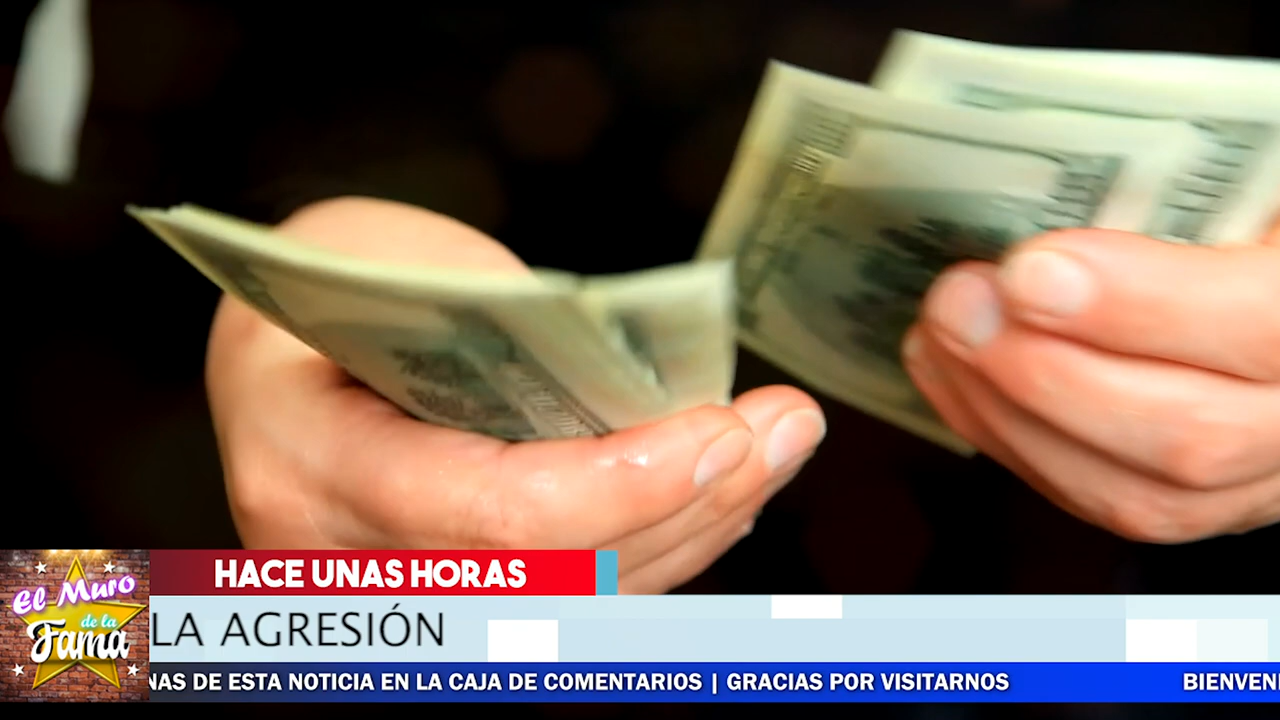 HACE UNAS HORAS
LA AGRESIÓN
El Muro
de la
Fama
NAS DE ESTA NOTICIA EN LA CAJA DE COMENTARIOS | GRACIAS POR VISITARNOS BIENVENI